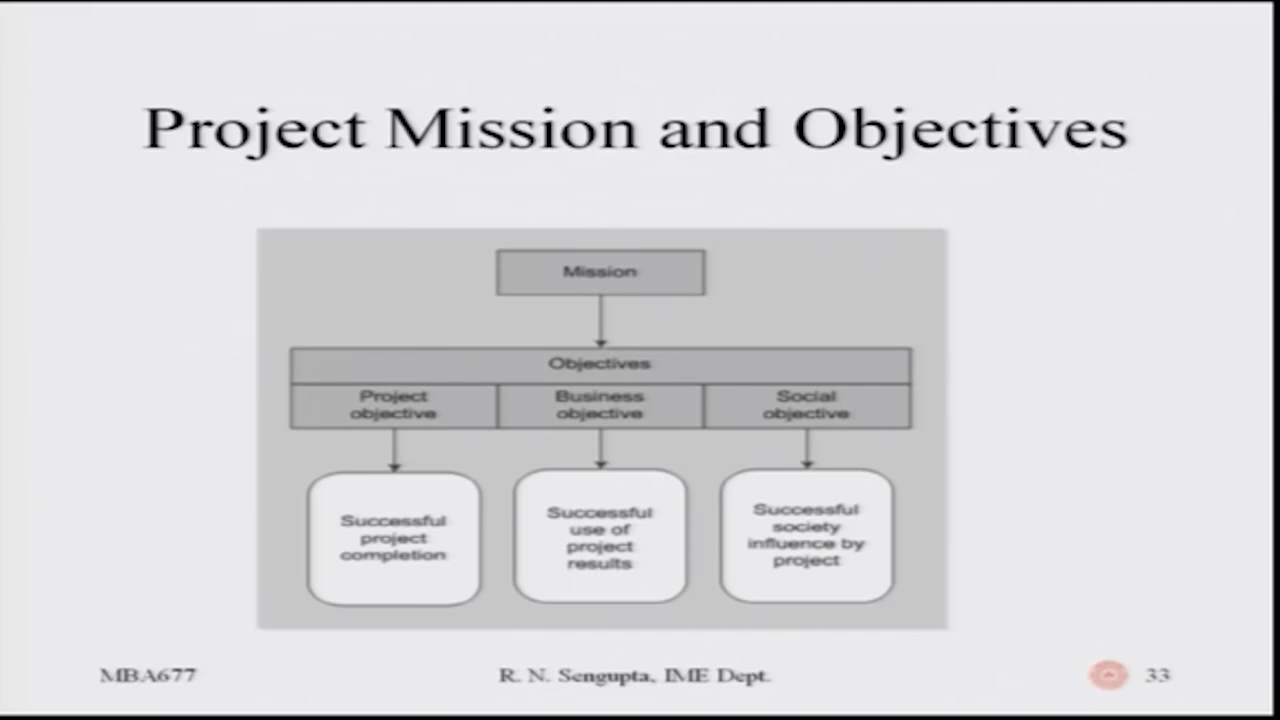 Project Mission and Objectives
Mission
Objectives
Project
objective
Business
objective
Social
objective
Successful
project
completion
Successful
use of
project
results
Successful
society
influence by
project
MBA677
R. N. Sengupta, IME Dept.
33